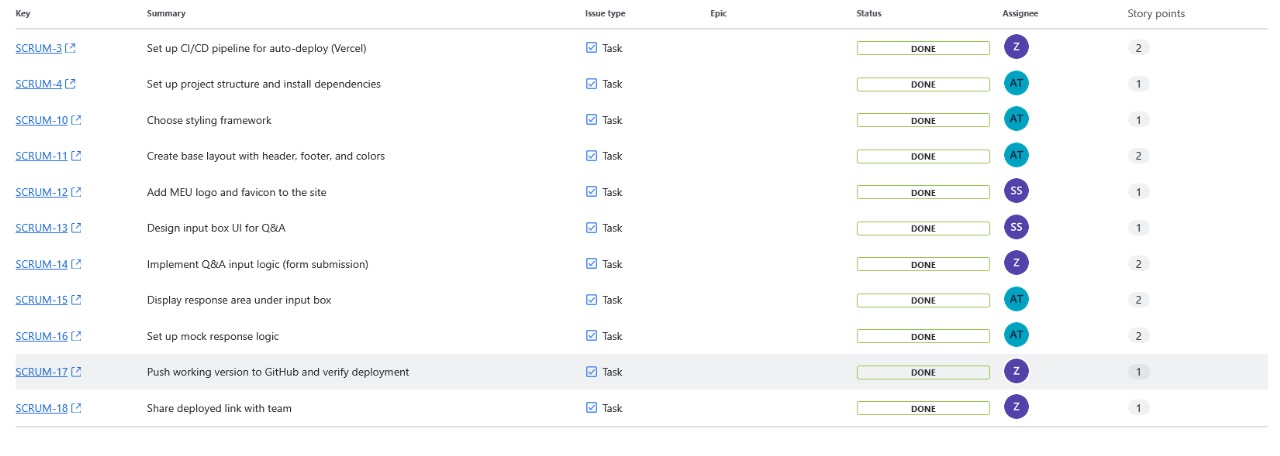 Key Summary Issue type Epic Status Assignee Story points
SCRUM-3 Set up CI/CD pipeline for auto-deploy (Vercel) Task DONE Z 2
SCRUM-4 Set up project structure and install dependencies Task DONE AT 1
SCRUM-10 Choose styling framework Task DONE AT 1
SCRUM-11 Create base layout with header, footer, and colors Task DONE AT 2
SCRUM-12 Add MEU logo and favicon to the site Task DONE SS 1
SCRUM-13 Design input box UI for Q&A Task DONE SS 1
SCRUM-14 Implement Q&A input logic (form submission) Task DONE Z 2
SCRUM-15 Display response area under input box Task DONE AT 2
SCRUM-16 Set up mock response logic Task DONE AT 2
SCRUM-17 Push working version to GitHub and verify deployment Task DONE Z 1
SCRUM-18 Share deployed link with team Task DONE Z 1